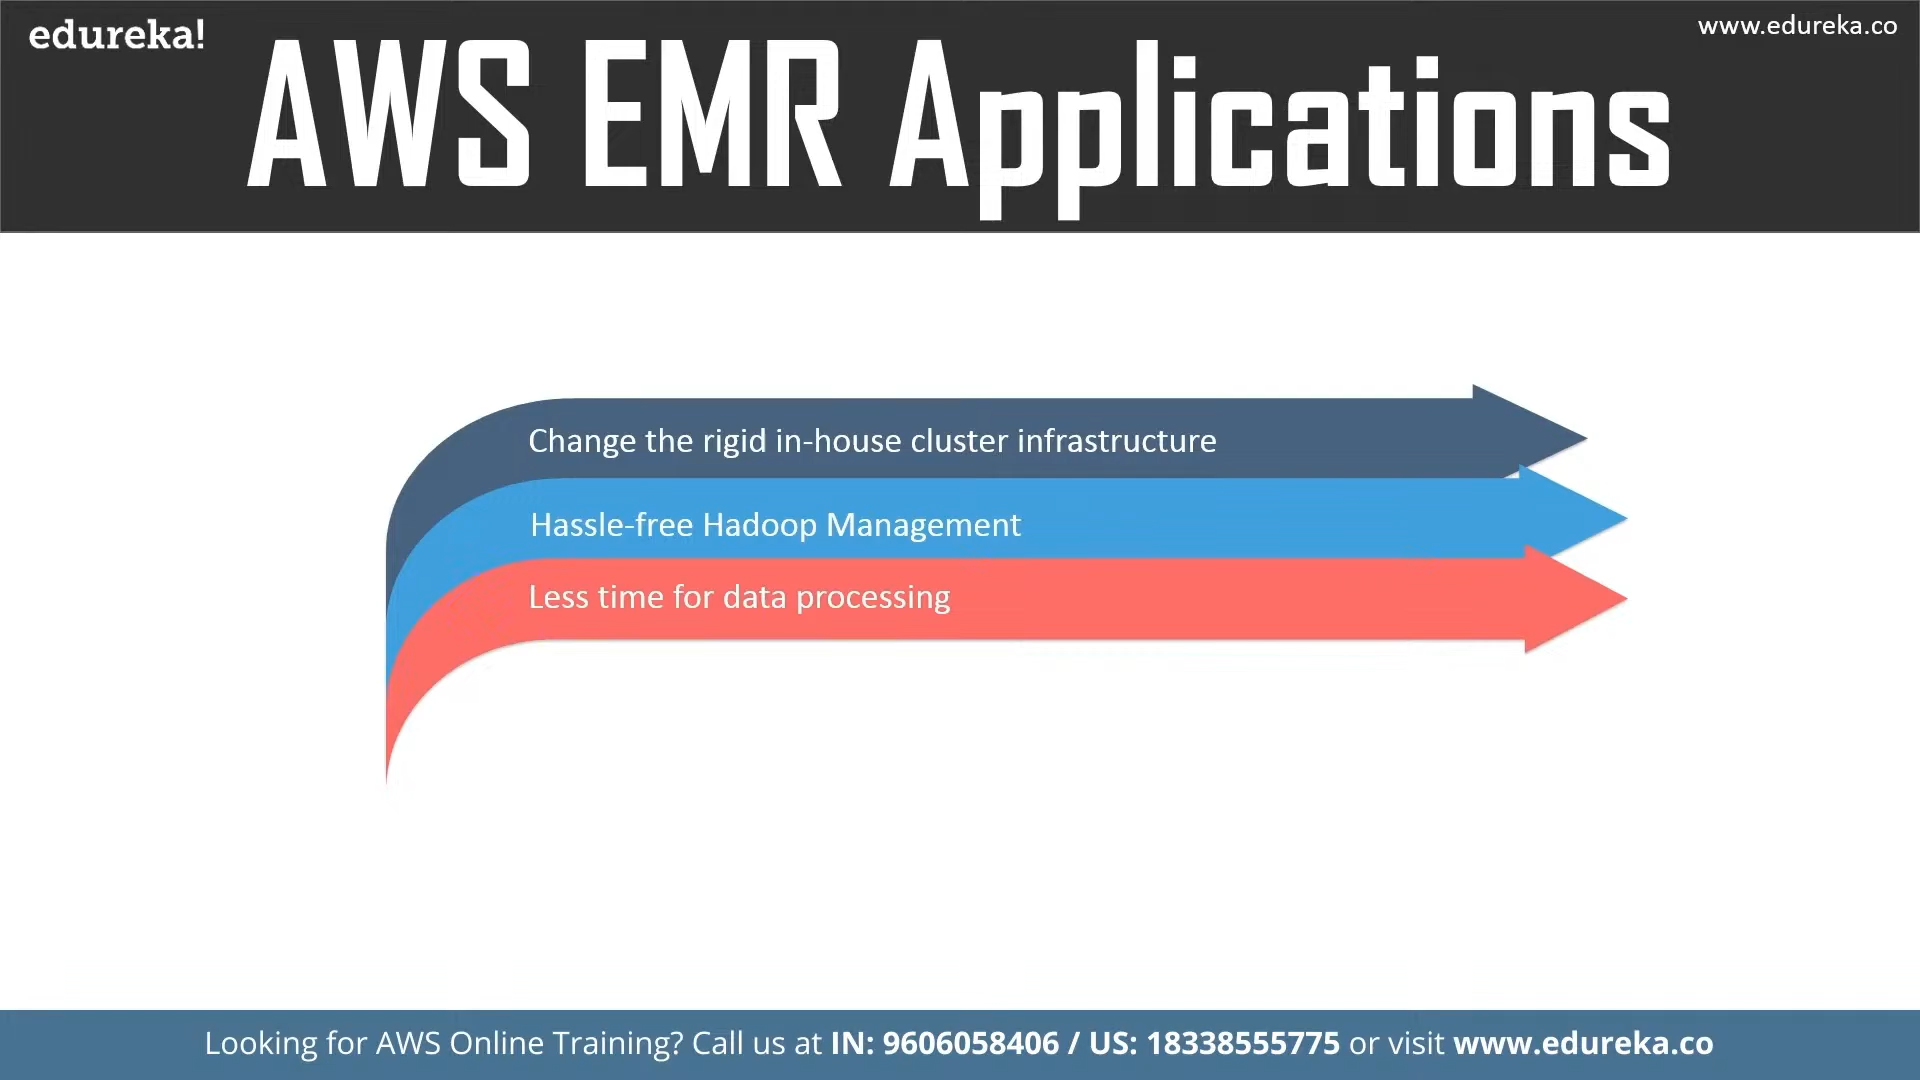 edureka!
www.edureka.co
AWS EMR Applications
Change the rigid in-house cluster infrastructure
Hassle-free Hadoop Management
Less time for data processing
Looking for AWS Online Training? Call us at IN: 9606058406 / US: 18338555775 or visit www.edureka.co